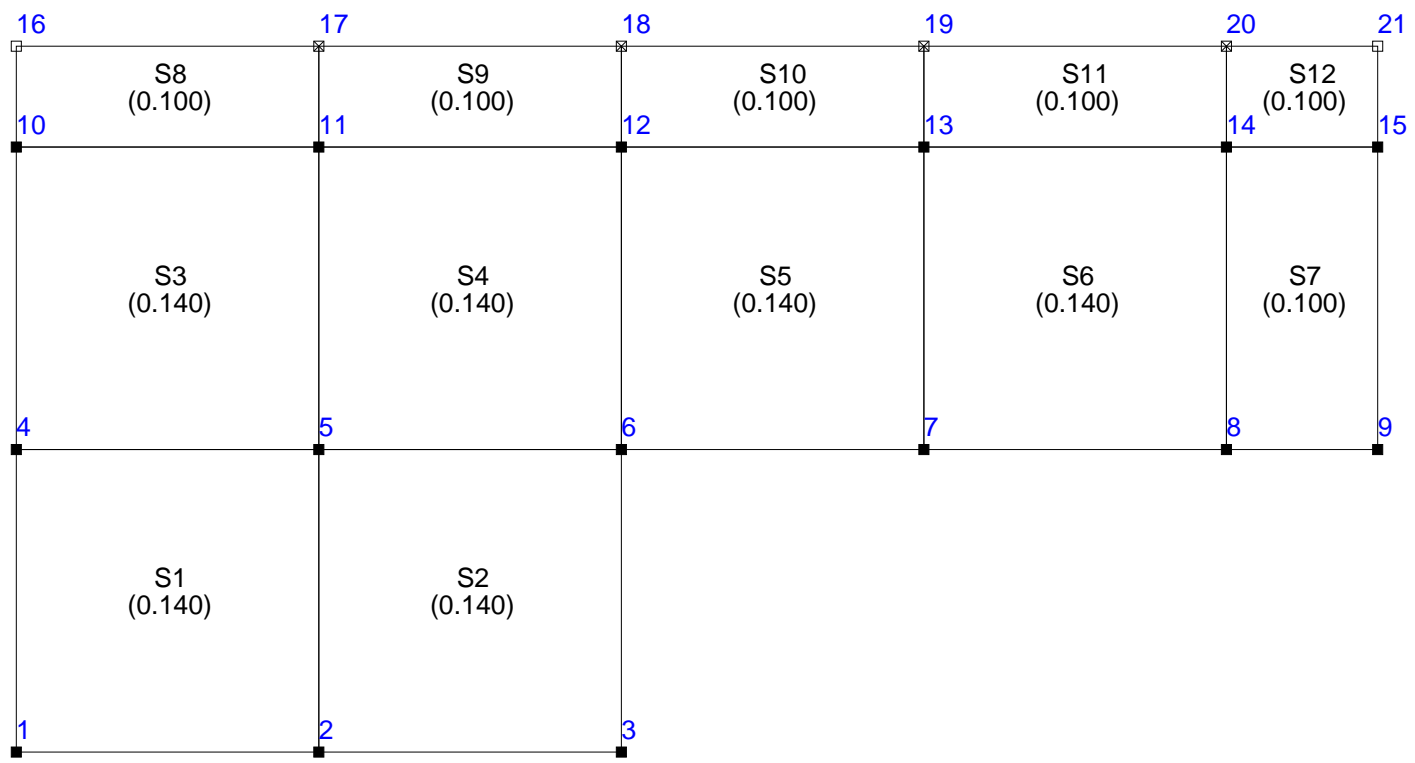 16 17 18 19 20 21
S8 S9 S10 S11 S12
(0.100) (0.100) (0.100) (0.100) (0.100)
10 11 12 13 14 15
S3 S4 S5 S6 S7
(0.140) (0.140) (0.140) (0.140) (0.100)
4 5 6 7 8 9
S1 S2
(0.140) (0.140)
1 2 3